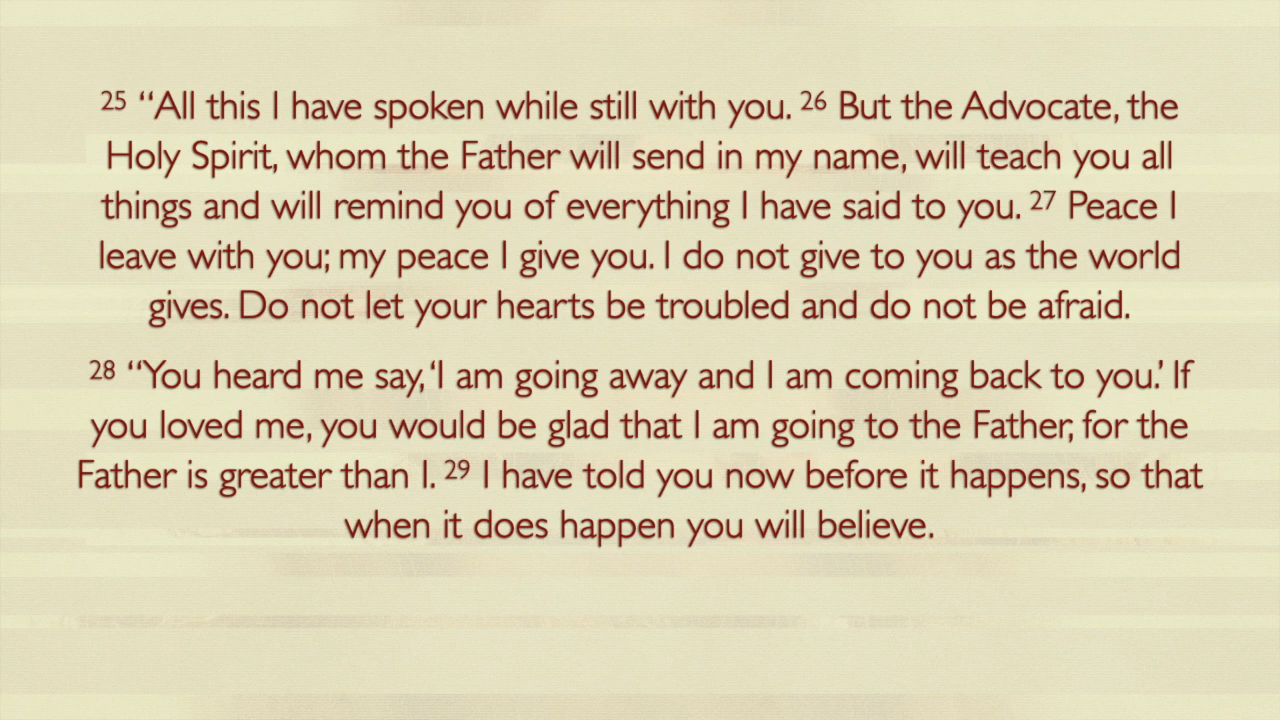 25 “All this I have spoken while still with you. 26 But the Advocate, the
Holy Spirit, whom the Father will send in my name, will teach you all
things and will remind you of everything I have said to you. 27 Peace I
leave with you; my peace I give you. I do not give to you as the world
gives. Do not let your hearts be troubled and do not be afraid.
28 “You heard me say, ‘I am going away and I am coming back to you.’ If
you loved me, you would be glad that I am going to the Father, for the
Father is greater than I. 29 I have told you now before it happens, so that
when it does happen you will believe.